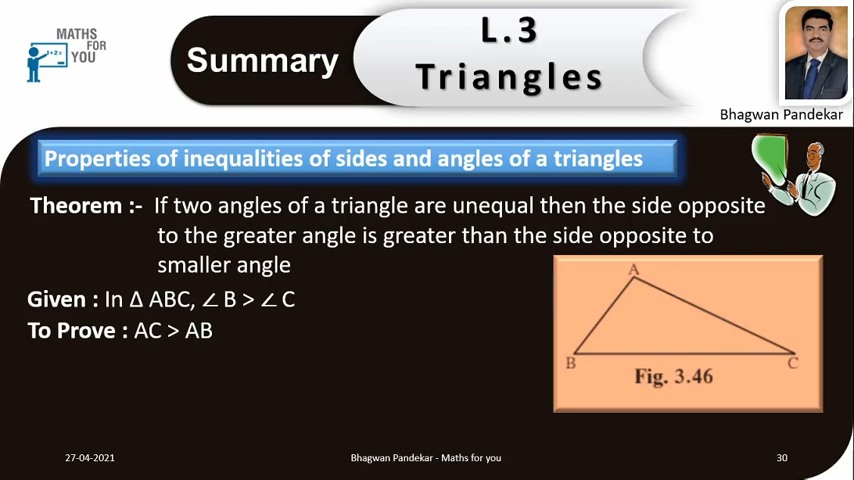 MATHS
FOR
YOU
Summary
L.3
Triangles
Bhagwan Pandekar
Properties of inequalities of sides and angles of a triangles
Theorem :- If two angles of a triangle are unequal then the side opposite
to the greater angle is greater than the side opposite to
smaller angle
Given : In Δ ABC, ∠ B > ∠ C
To Prove : AC > AB
A
B
C
Fig. 3.46
27-04-2021
Bhagwan Pandekar - Maths for you
30